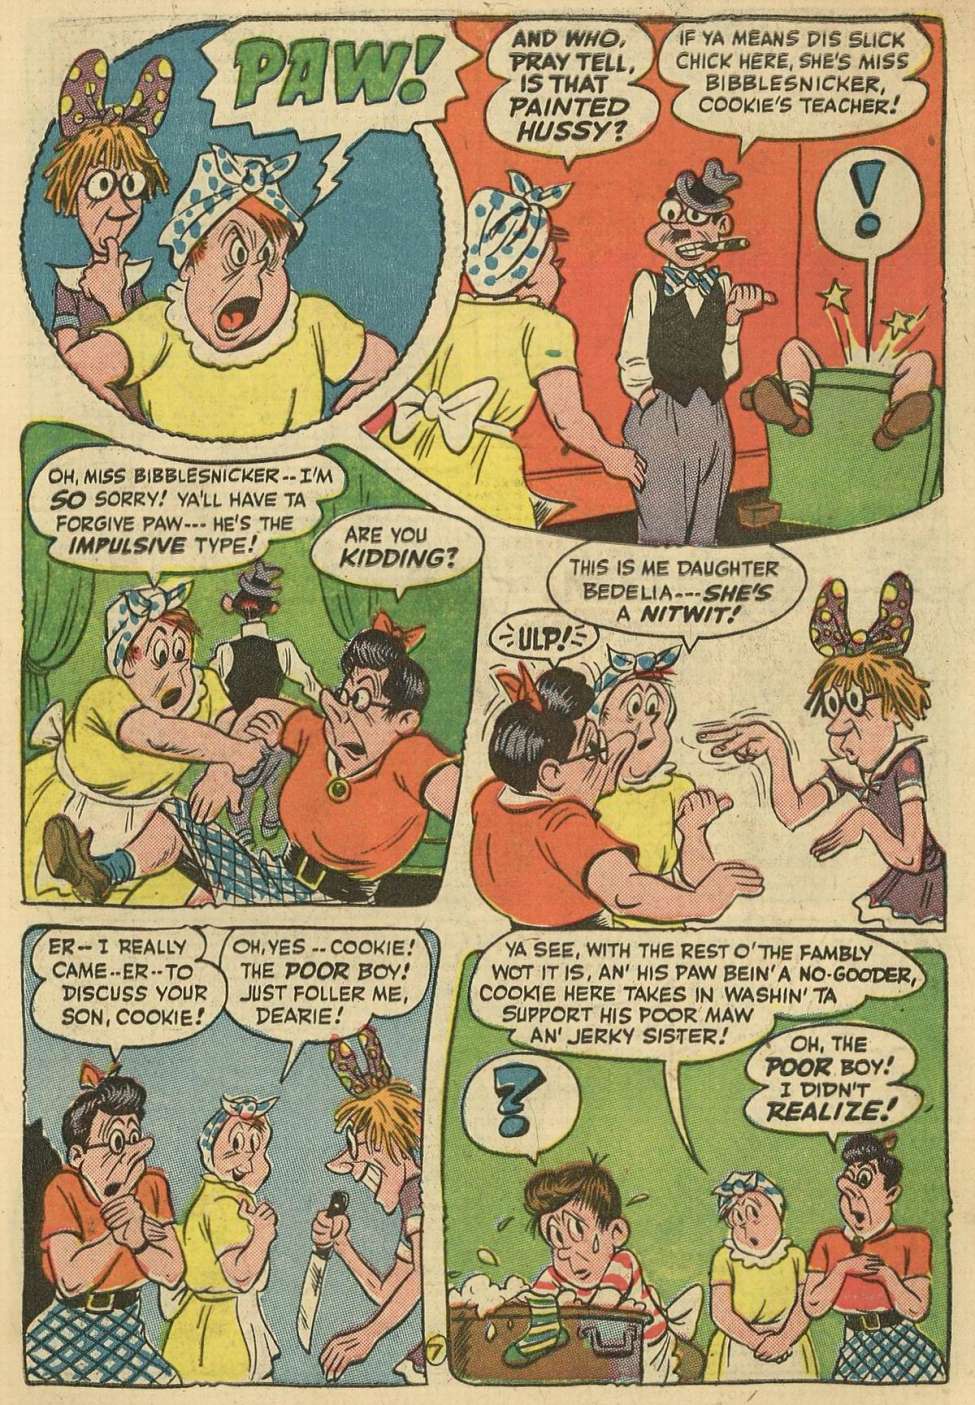 PAW!
AND WHO,
PRAY TELL,
IS THAT
PAINTED
HUSSY?
IF YA MEANS DIS SLICK
CHICK HERE, SHE'S MISS
BIBBLESNICKER,
COOKIE'S TEACHER!
!
OH, MISS BIBBLESNICKER--I'M
SO SORRY! YA'LL HAVE TA
FORGIVE PAW--- HE'S THE
IMPULSIVE TYPE!
ARE YOU
KIDDING?
THIS IS ME DAUGHTER
BEDELIA---SHE'S
A NITWIT!
ULP!
ER--I REALLY
CAME--ER--TO
DISCUSS YOUR
SON, COOKIE!
OH, YES -- COOKIE!
THE POOR BOY!
JUST FOLLER ME,
DEARIE!
YA SEE, WITH THE REST O' THE FAMBLY
WOT IT IS, AN' HIS PAW BEIN' A NO-GOODER,
COOKIE HERE TAKES IN WASHIN' TA
SUPPORT HIS POOR MAW
AN' JERKY SISTER!
?
OH, THE
POOR BOY!
I DIDN'T
REALIZE!
7